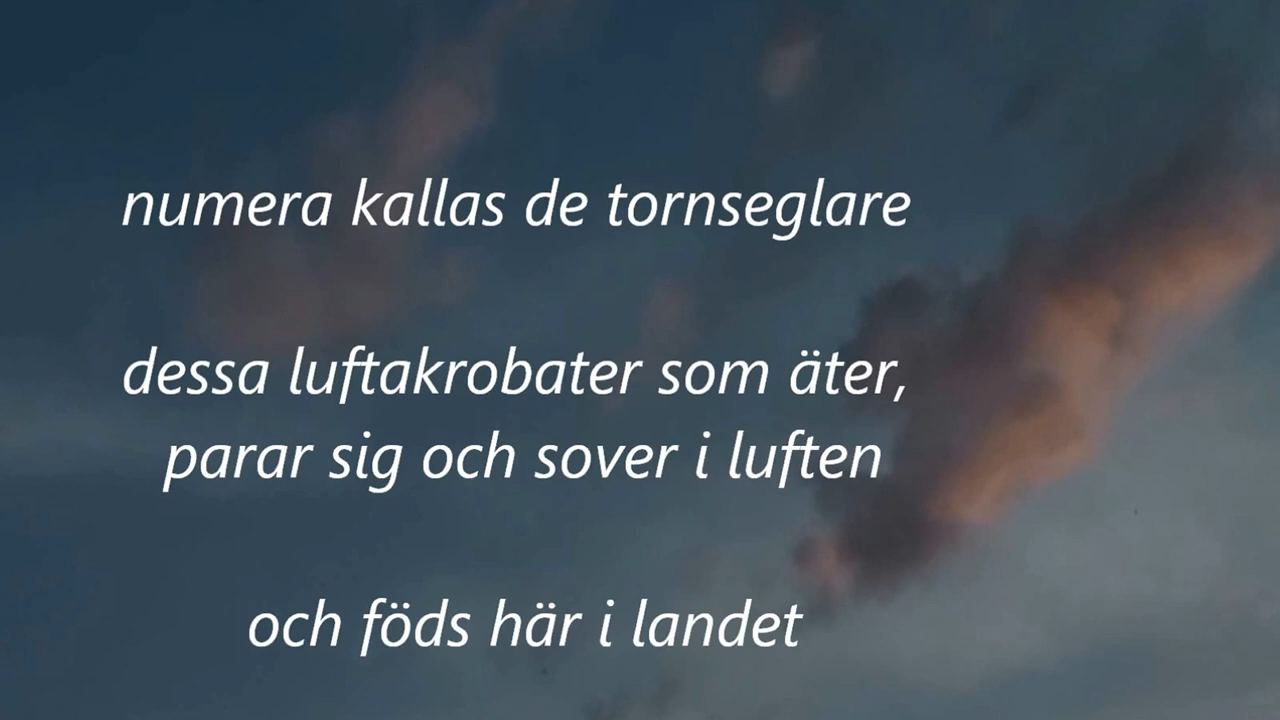 numera kallas de tornseglare
dessa luftakrobater som äter,
parar sig och sover i luften
och föds här i landet